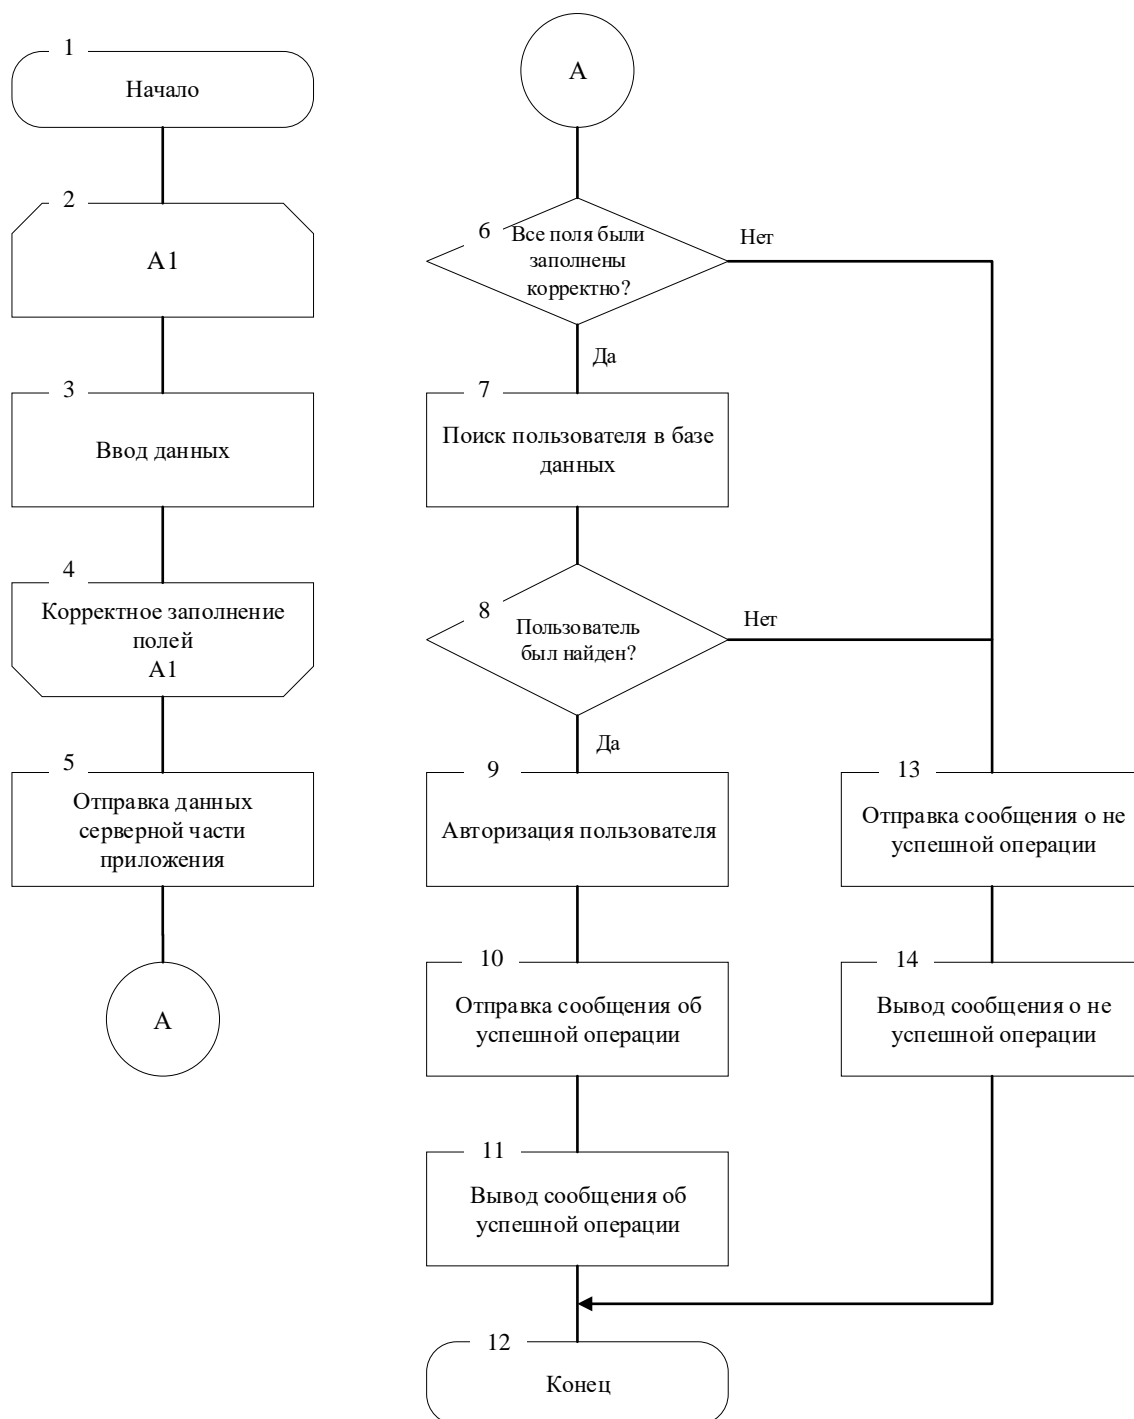 1
Начало
2
А1
3
Ввод данных
4
Корректное заполнение
полей
А1
5
Отправка данных
серверной части
приложения
А
А
6
Все поля были
заполнены
корректно?
Нет
Да
7
Поиск пользователя в базе
данных
8
Пользователь
был найден?
Нет
Да
9
Авторизация пользователя
10
Отправка сообщения об
успешной операции
11
Вывод сообщения об
успешной операции
12
Конец
13
Отправка сообщения о не
успешной операции
14
Вывод сообщения о не
успешной операции